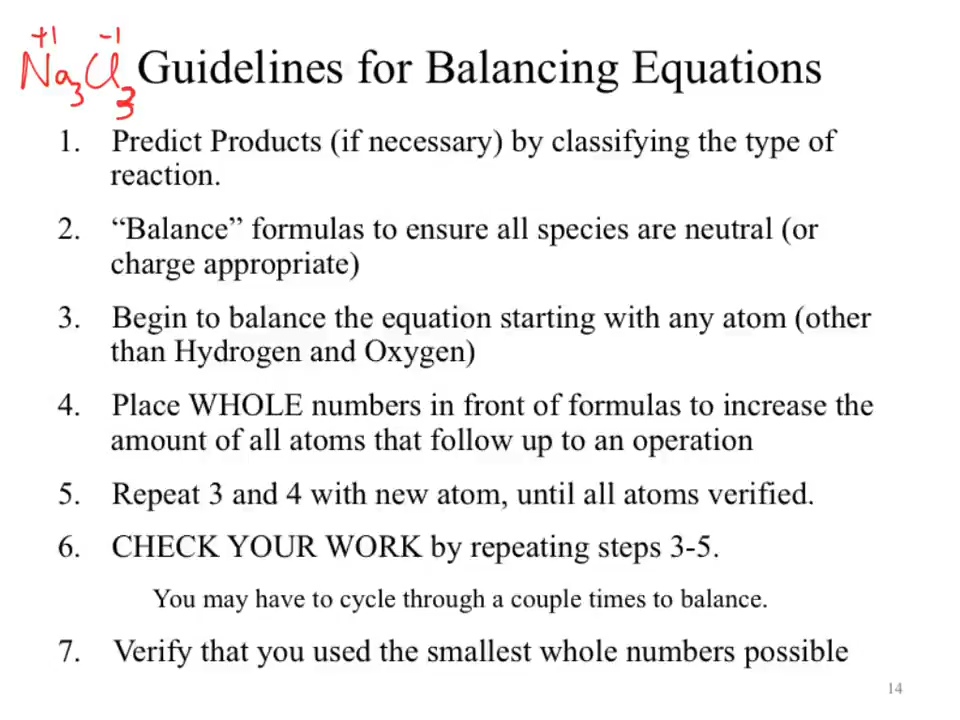 +1 -1
Na3Cl3 Guidelines for Balancing Equations
1. Predict Products (if necessary) by classifying the type of
reaction.
2. “Balance” formulas to ensure all species are neutral (or
charge appropriate)
3. Begin to balance the equation starting with any atom (other
than Hydrogen and Oxygen)
4. Place WHOLE numbers in front of formulas to increase the
amount of all atoms that follow up to an operation
5. Repeat 3 and 4 with new atom, until all atoms verified.
6. CHECK YOUR WORK by repeating steps 3-5.
You may have to cycle through a couple times to balance.
7. Verify that you used the smallest whole numbers possible
14